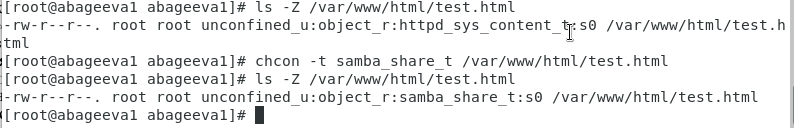 [root@abageeva1 abageeva1]# ls -Z /var/www/html/test.html
-rw-r--r--. root root unconfined_u:object_r:httpd_sys_content_t:s0 /var/www/html/test.h
tml
[root@abageeva1 abageeva1]# chcon -t samba_share_t /var/www/html/test.html
[root@abageeva1 abageeva1]# ls -Z /var/www/html/test.html
-rw-r--r--. root root unconfined_u:object_r:samba_share_t:s0 /var/www/html/test.html
[root@abageeva1 abageeva1]#